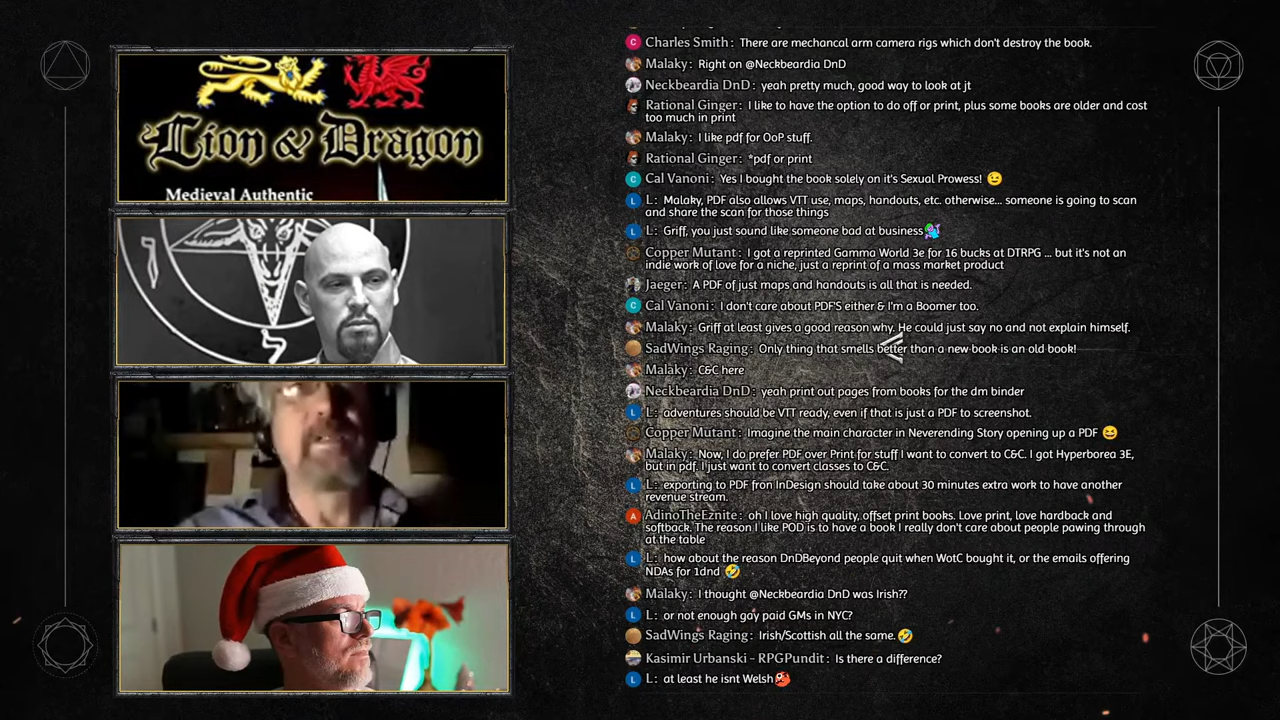 Lion & Dragon
Medieval Authentic
Charles Smith: There are mechancal arm camera rigs which don't destroy the book.
Malaky: Right on @Neckbeardia DnD
Neckbeardia DnD: yeah pretty much, good way to look at jt
Rational Ginger: I like to have the option to do off or print, plus some books are older and cost
too much in print
Malaky: I like pdf for OoP stuff.
Rational Ginger: *pdf or print
Cal Vanoni: Yes I bought the book solely on it's Sexual Prowess! 😉
L: Malaky, PDF also allows VTT use, maps, handouts, etc. otherwise... someone is going to scan
and share the scan for those things
L: Griff, you just sound like someone bad at business
Copper Mutant: I got a reprinted Gamma World 3e for 16 bucks at DTRPG ... but it's not an
indie work of love for a niche, just a reprint of a mass market product
Jaeger: A PDF of just maps and handouts is all that is needed.
Cal Vanoni: I don't care about PDF'S either & I'm a Boomer too.
Malaky: Griff at least gives a good reason why. He could just say no and not explain himself.
SadWings Raging: Only thing that smells better than a new book is an old book!
Malaky: C&C here
Neckbeardia DnD: yeah print out pages from books for the dm binder
L: adventures should be VTT ready, even if that is just a PDF to screenshot.
Copper Mutant: Imagine the main character in Neverending Story opening up a PDF 😆
Malaky: Now, I do prefer PDF over Print for stuff I want to convert to C&C. I got Hyperborea 3E,
but in pdf. I just want to convert classes to C&C.
L: exporting to PDF fron InDesign should take about 30 minutes extra work to have another
revenue stream.
AdinoTheEznite: oh I love high quality, offset print books. Love print, love hardback and
softback. The reason I like POD is to have a book I really don't care about people pawing through
at the table
L: how about the reason DnDBeyond people quit when WotC bought it, or the emails offering
NDAs for 1dnd 🤣
Malaky: I thought @Neckbeardia DnD was Irish??
L: or not enough gay paid GMs in NYC?
SadWings Raging: Irish/Scottish all the same.🤣
Kasimir Urbanski - RPGPundit: Is there a difference?
L: at least he isnt Welsh